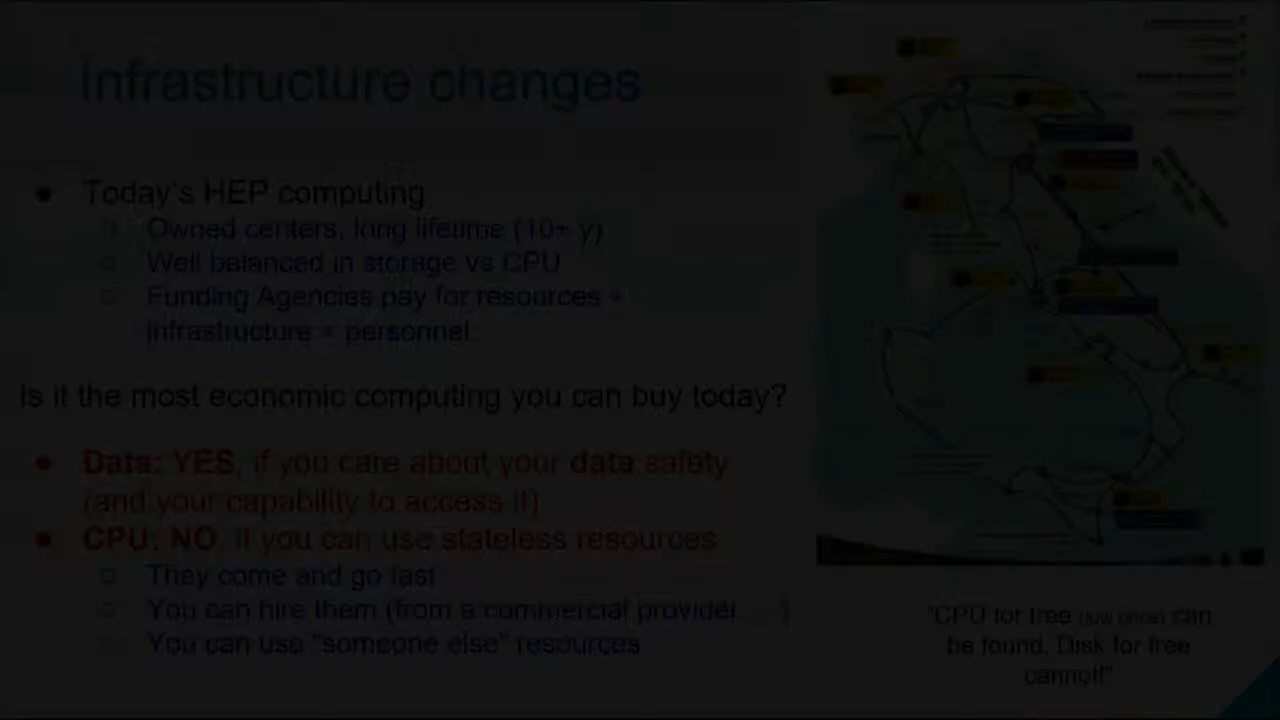 Infrastructure changes
● Today's HEP computing
○ Owned centers, long lifetime (10+ y)
○ Well balanced in storage vs CPU
○ Funding Agencies pay for resources +
infrastructure + personnel
Is it the most economic computing you can buy today?
● Data: YES, if you care about your data safety
(and your capability to access it)
● CPU: NO, if you can use stateless resources
○ They come and go fast
○ You can hire them (from a commercial provider, ...)
○ You can use "someone else" resources
"CPU for free can
be found, Disk for free
cannot!"